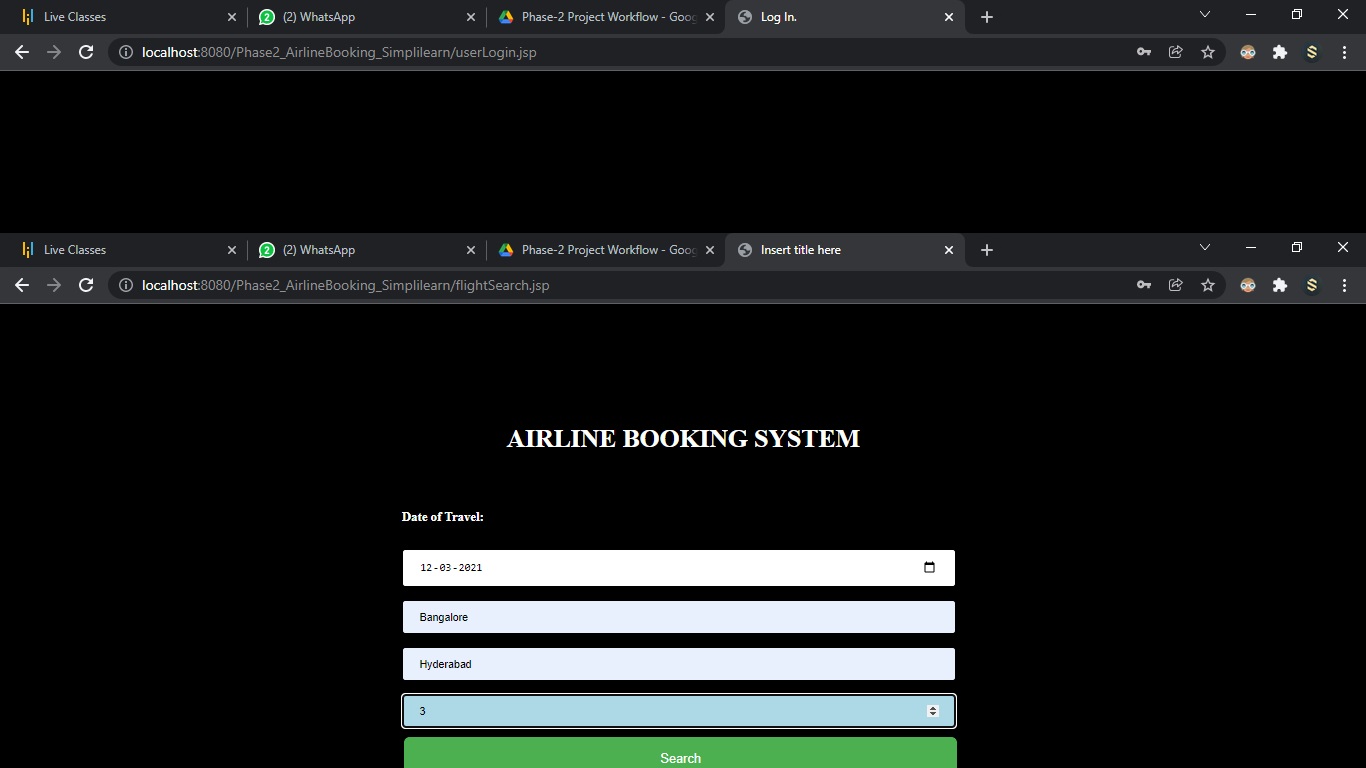 Live Classes
2
(2) WhatsApp
Phase-2 Project Workflow - Goog
Log In.
localhost:8080/Phase2_AirlineBooking_Simplilearn/userLogin.jsp
Live Classes
2
(2) WhatsApp
Phase-2 Project Workflow - Goog
Insert title here
localhost:8080/Phase2_AirlineBooking_Simplilearn/flightSearch.jsp
AIRLINE BOOKING SYSTEM
Date of Travel:
12-03-2021
Bangalore
Hyderabad
3
Search